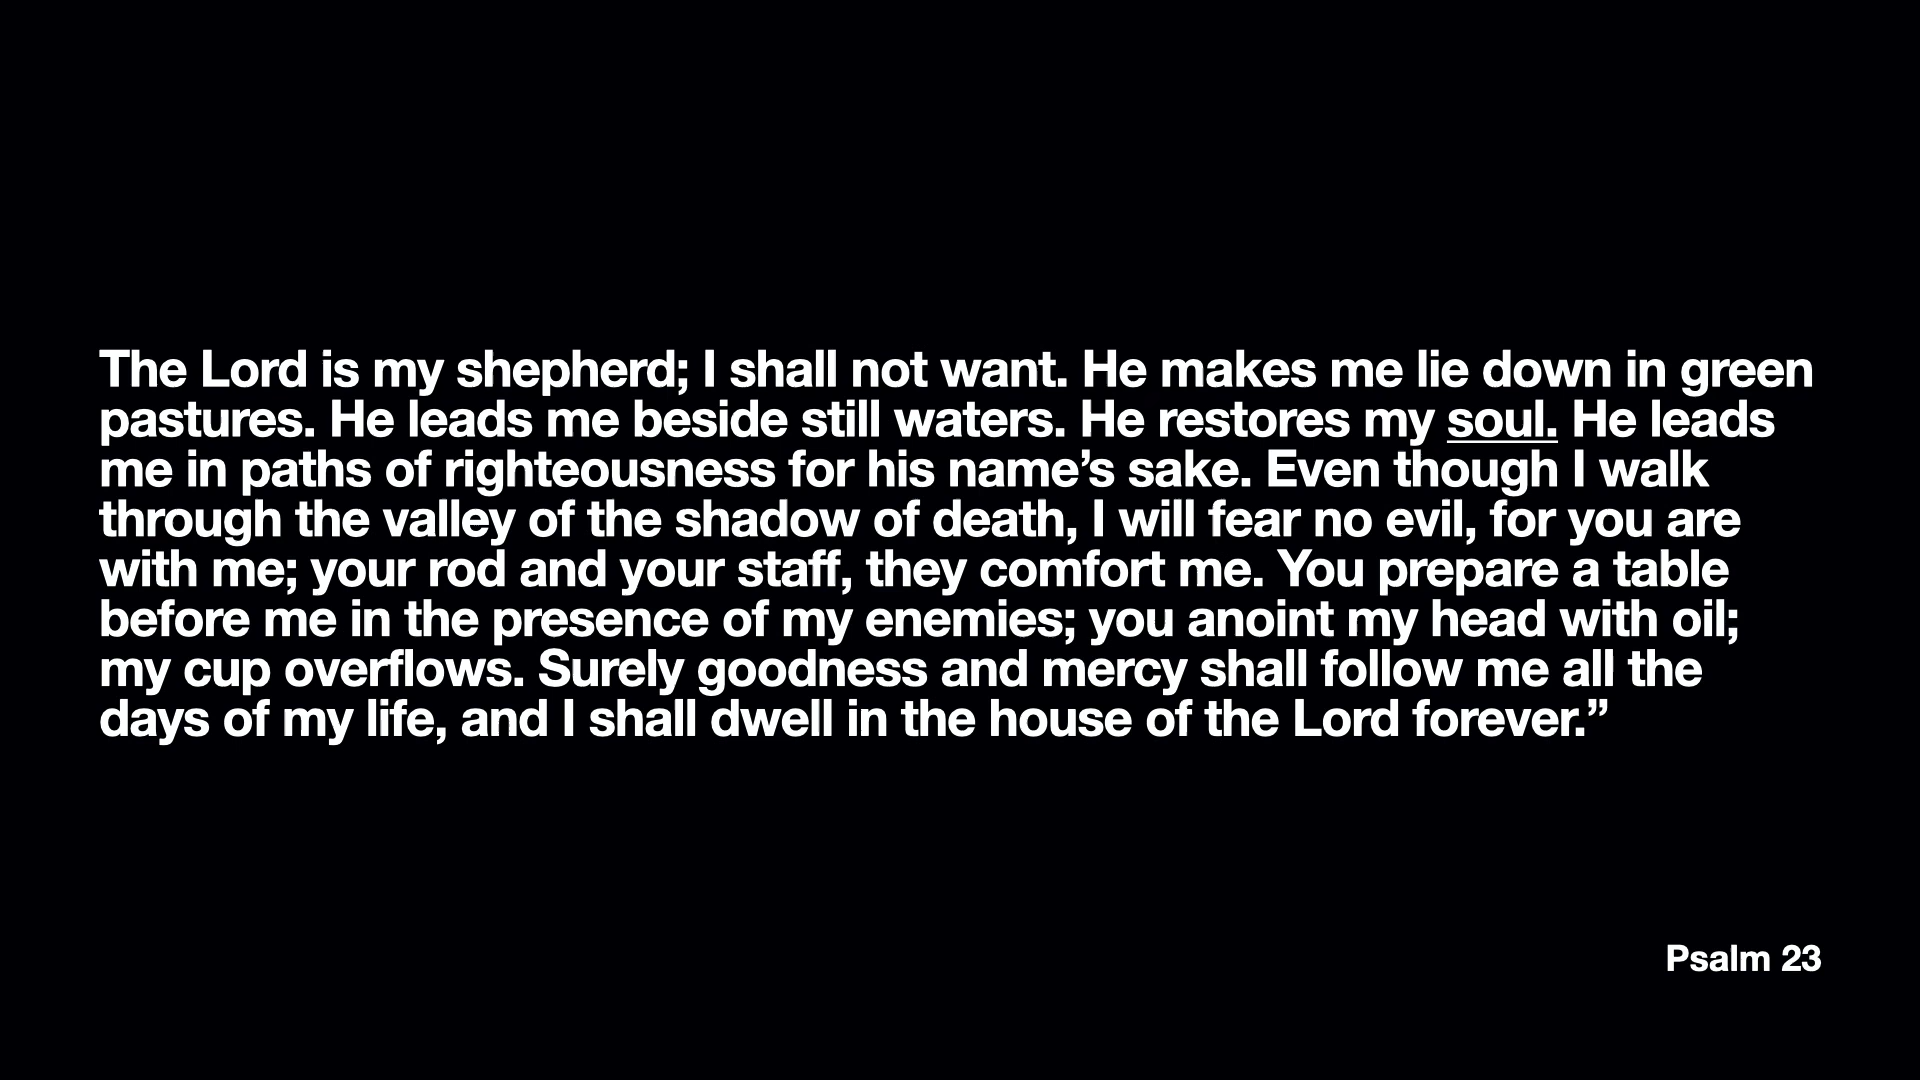 The Lord is my shepherd; I shall not want. He makes me lie down in green
pastures. He leads me beside still waters. He restores my soul. He leads
me in paths of righteousness for his name’s sake. Even though I walk
through the valley of the shadow of death, I will fear no evil, for you are
with me; your rod and your staff, they comfort me. You prepare a table
before me in the presence of my enemies; you anoint my head with oil;
my cup overflows. Surely goodness and mercy shall follow me all the
days of my life, and I shall dwell in the house of the Lord forever.”
Psalm 23